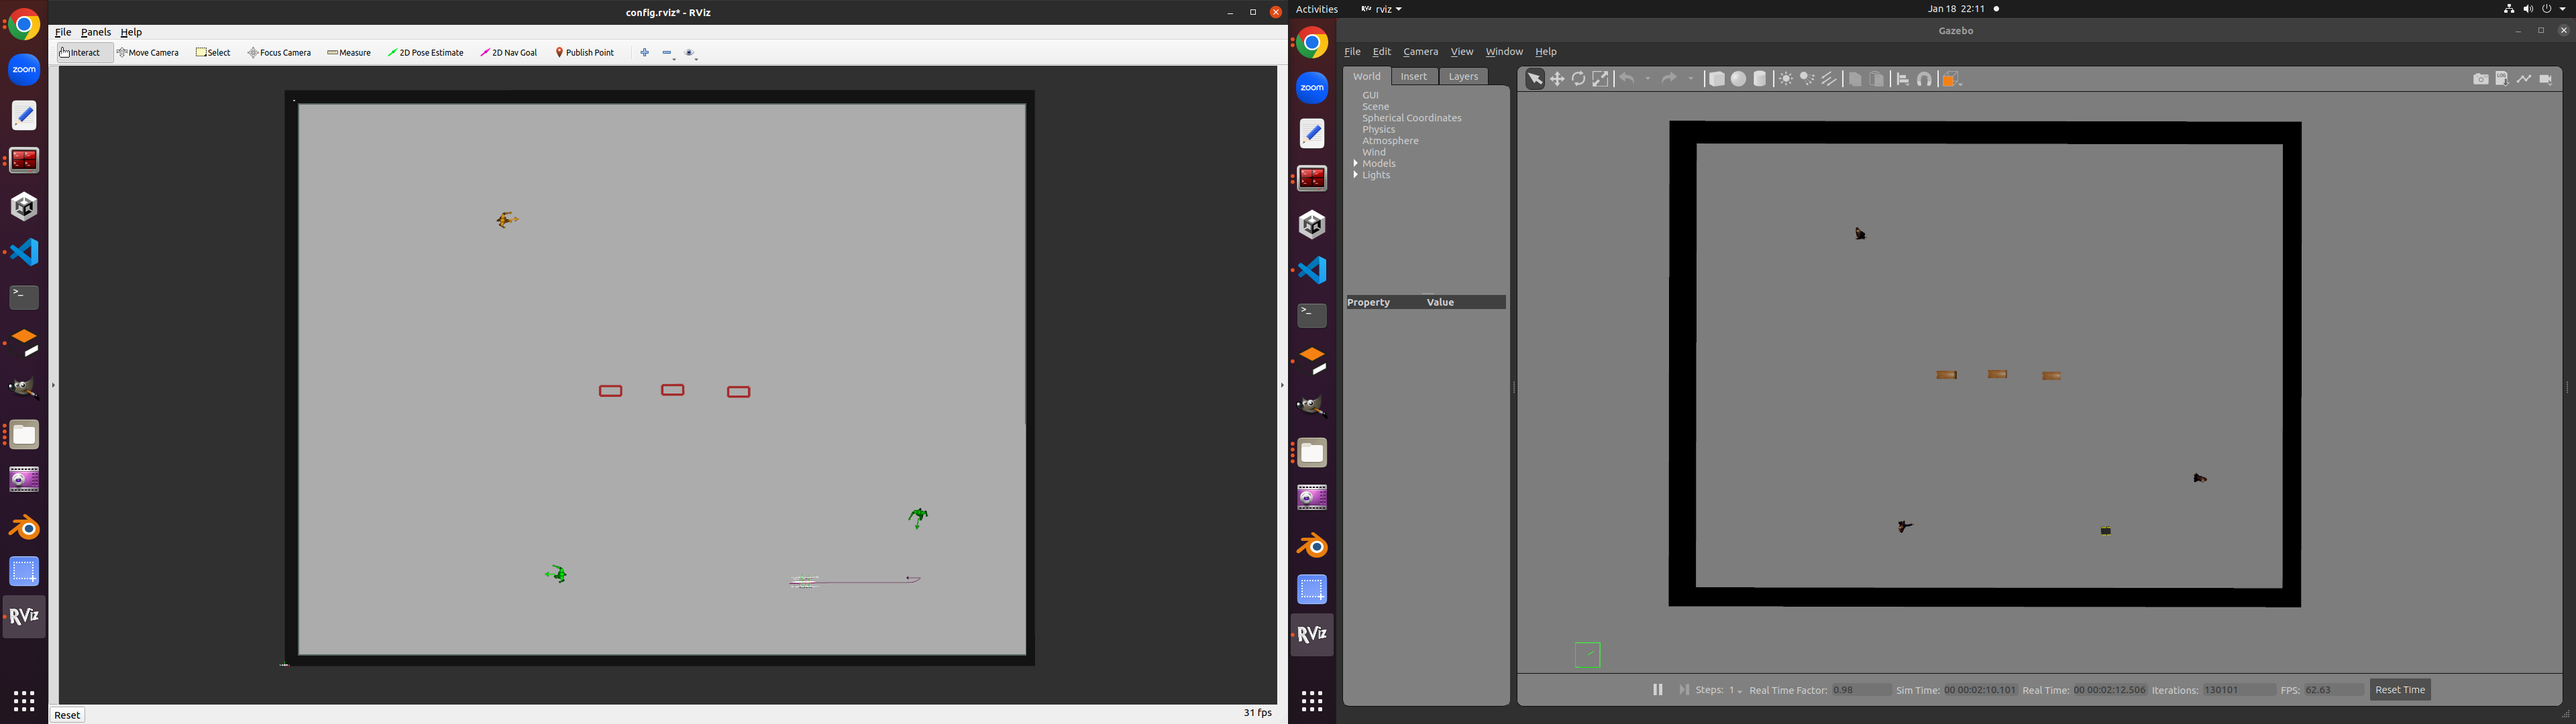 config.rviz* - RViz
File Panels Help
Interact Move Camera Select Focus Camera Measure 2D Pose Estimate 2D Nav Goal Publish Point
zoom
>_
RViz
Reset
31 fps
Activities RViz rviz Jan 18 22:11
Gazebo
File Edit Camera View Window Help
World Insert Layers
GUI
Scene
Spherical Coordinates
Physics
Atmosphere
Wind
Models
Lights
Property Value
LOG
zoom
>_
RViz
Steps: 1 Real Time Factor: 0.98 Sim Time: 00 00:02:10.101 Real Time: 00 00:02:12.506 Iterations: 130101 FPS: 62.63 Reset Time